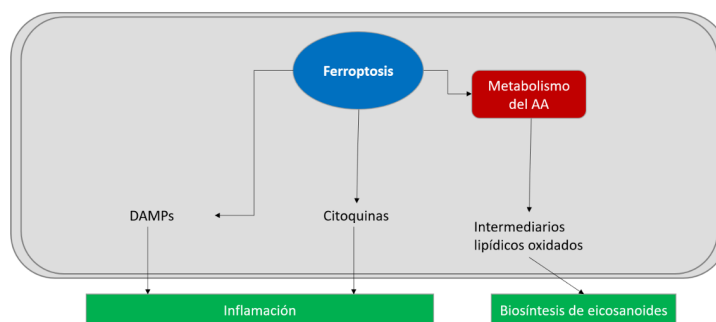 Ferroptosis
Metabolismo
del AA
DAMPs
Citoquinas
Intermediarios
lipídicos oxidados
Inflamación
Biosíntesis de eicosanoides